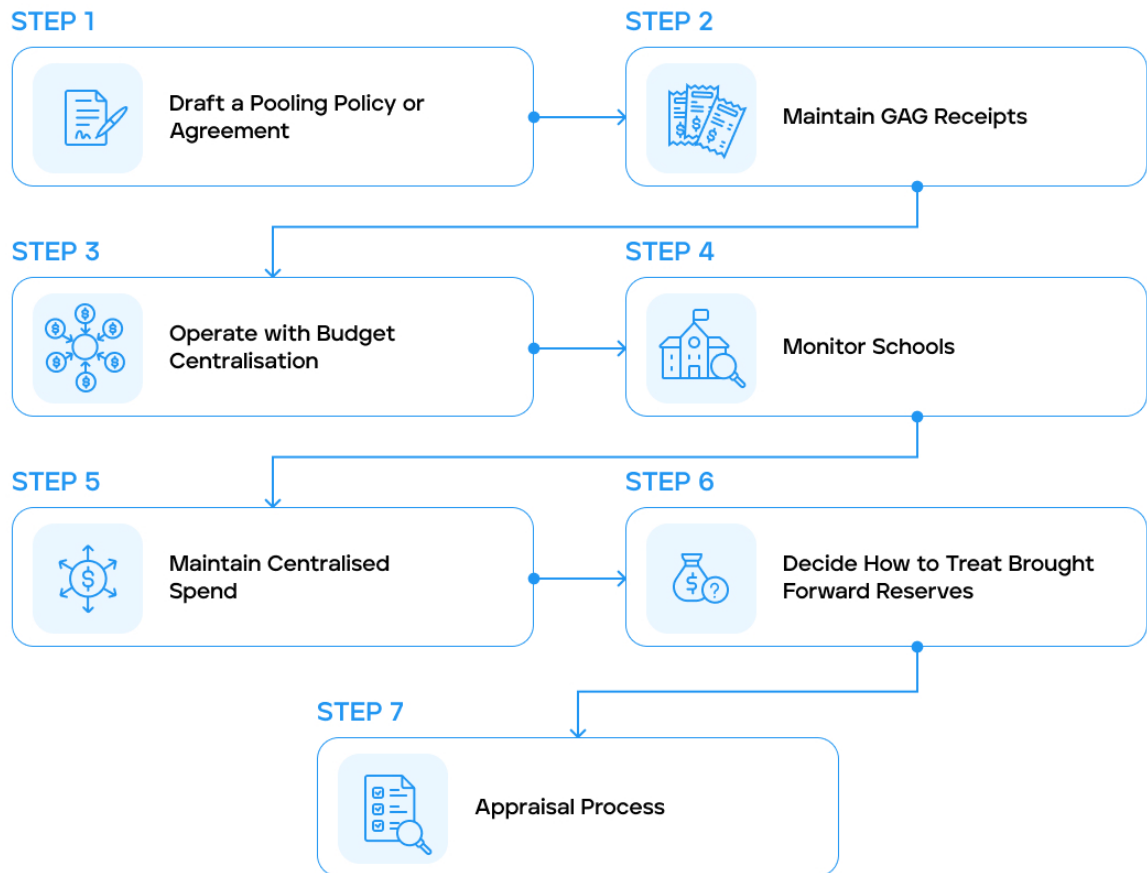 STEP 1
Draft a Pooling Policy or
Agreement
STEP 2
Maintain GAG Receipts
STEP 3
Operate with Budget
Centralisation
STEP 4
Monitor Schools
STEP 5
Maintain Centralised
Spend
STEP 6
Decide How to Treat Brought
Forward Reserves
STEP 7
Appraisal Process